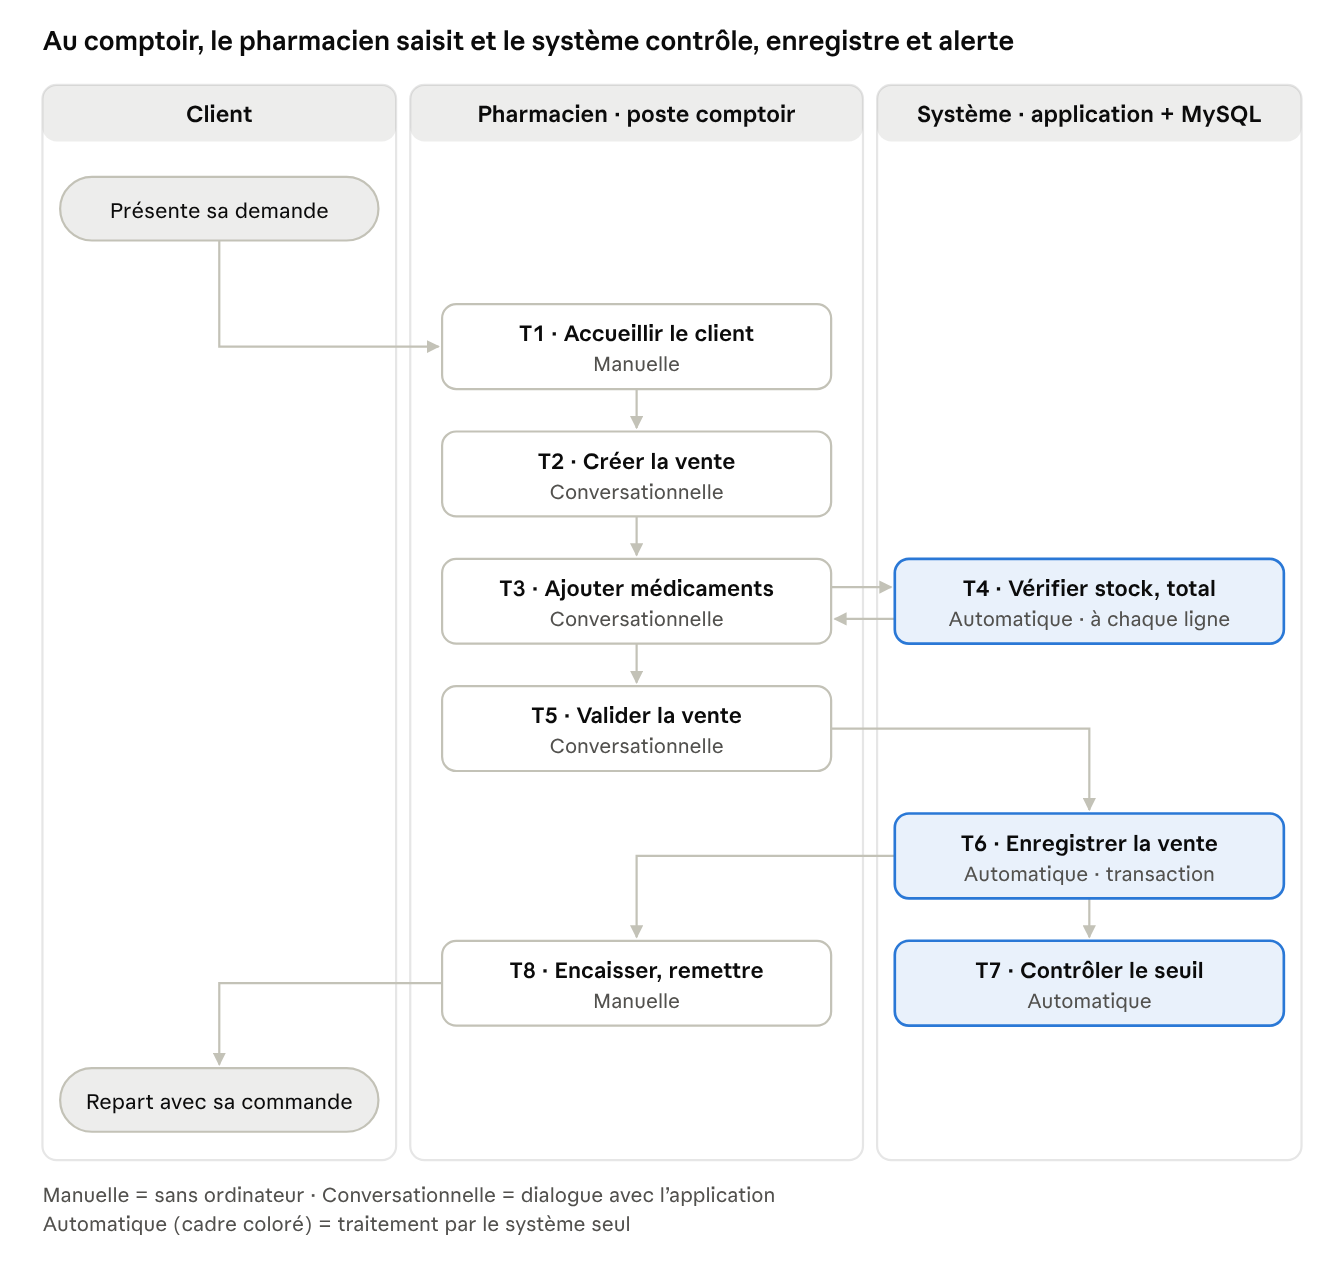 Au comptoir, le pharmacien saisit et le système contrôle, enregistre et alerte
Client
Pharmacien · poste comptoir
Système · application + MySQL
Présente sa demande
T1 · Accueillir le client
Manuelle
T2 · Créer la vente
Conversationnelle
T3 · Ajouter médicaments
Conversationnelle
T4 · Vérifier stock, total
Automatique · à chaque ligne
T5 · Valider la vente
Conversationnelle
T6 · Enregistrer la vente
Automatique · transaction
T8 · Encaisser, remettre
Manuelle
T7 · Contrôler le seuil
Automatique
Repart avec sa commande
Manuelle = sans ordinateur · Conversationnelle = dialogue avec l’application
Automatique (cadre coloré) = traitement par le système seul